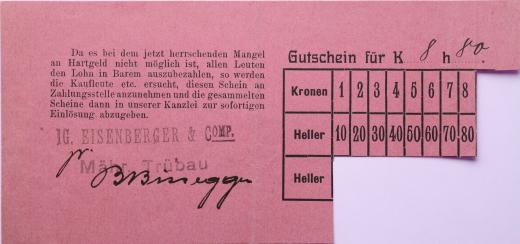 Da es bei dem jetzt herrschenden Mangel
an Hartgeld nicht möglich ist, allen Leuten
den Lohn in Barem auszubezahlen, so werden
die Kaufleute etc. ersucht, diesen Schein an
Zahlungsstelle anzunehmen und die gesammelten
Scheine dann in unserer Kanzlei zur sofortigen
Einlösung abzugeben.
IG. EISENBERGER & COMP.
Mähr. Trübau
Gutschein für K 8 h 80.
Kronen 1 2 3 4 5 6 7 8
Heller 10 20 30 40 50 60 70 80
Heller